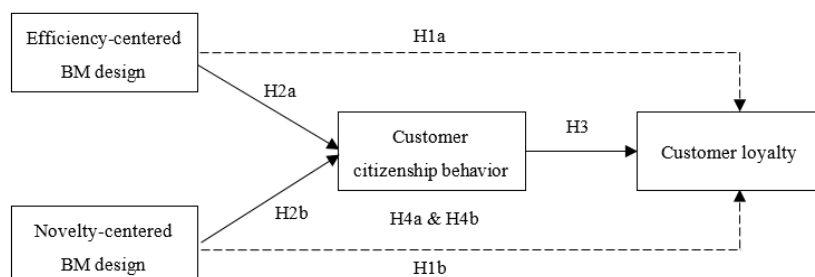 Efficiency-centered
BM design
H1a
H2a
Customer
citizenship behavior
H3
Customer loyalty
H2b
H4a & H4b
Novelty-centered
BM design
H1b